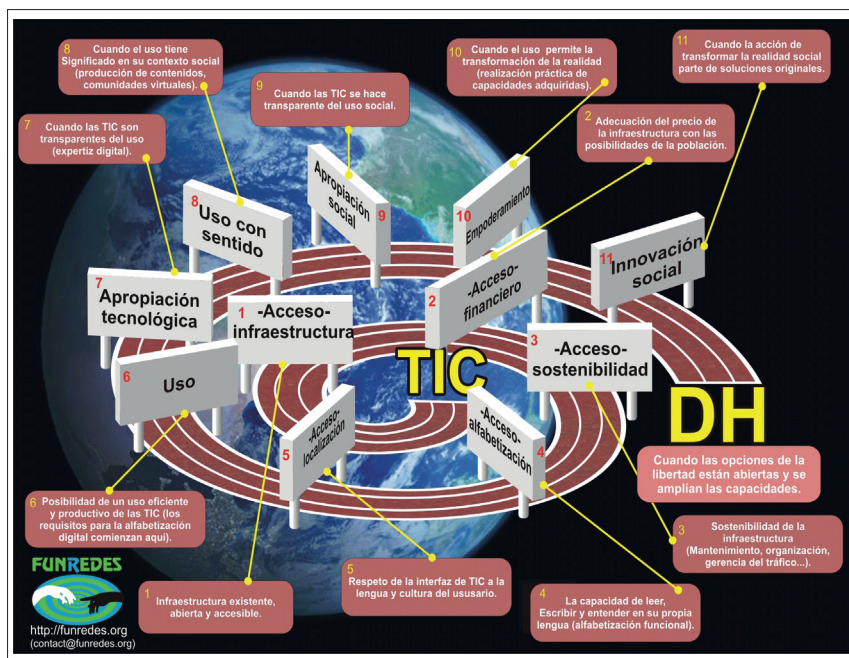 8
Cuando el uso tiene
Significado en su contexto social
(producción de contenidos,
comunidades virtuales).
9
Cuando las TIC se hace
transparente del uso social.
10
Cuando el uso permite la
transformación de la realidad
(realización práctica de
capacidades adquiridas).
11
Cuando la acción de
transformar la realidad social
parte de soluciones originales.
7
Cuando las TIC son
transparentes del uso
(expertiz digital).
2
Adecuación del precio de
la infraestructura con las
posibilidades de la población.
8
Uso con
sentido
Apropiación
social
9
10
Empoderamiento
11
Innovación
social
7
Apropiación
tecnológica
1
-Acceso-
infraestructura
2
-Acceso-
financiero
6
Uso
TIC
3
-Acceso-
sostenibilidad
5
-Acceso-
localización
-Acceso-
alfabetización
4
DH
Cuando las opciones de la
libertad están abiertas y se
amplian las capacidades.
6
Posibilidad de un uso eficiente
y productivo de las TIC (los
requisitos para la alfabetización
digital comienzan aquí).
3
Sostenibilidad de la
infraestructura
(Mantenimiento, organización,
gerencia del tráfico...).
FUNREDES
http://funredes.org
(contact@funredes.org)
1
Infraestructura existente,
abierta y accesible.
5
Respeto de la interfaz de TIC a la
lengua y cultura del ususario.
4
La capacidad de leer,
Escribir y entender en su propia
lengua (alfabetización funcional).